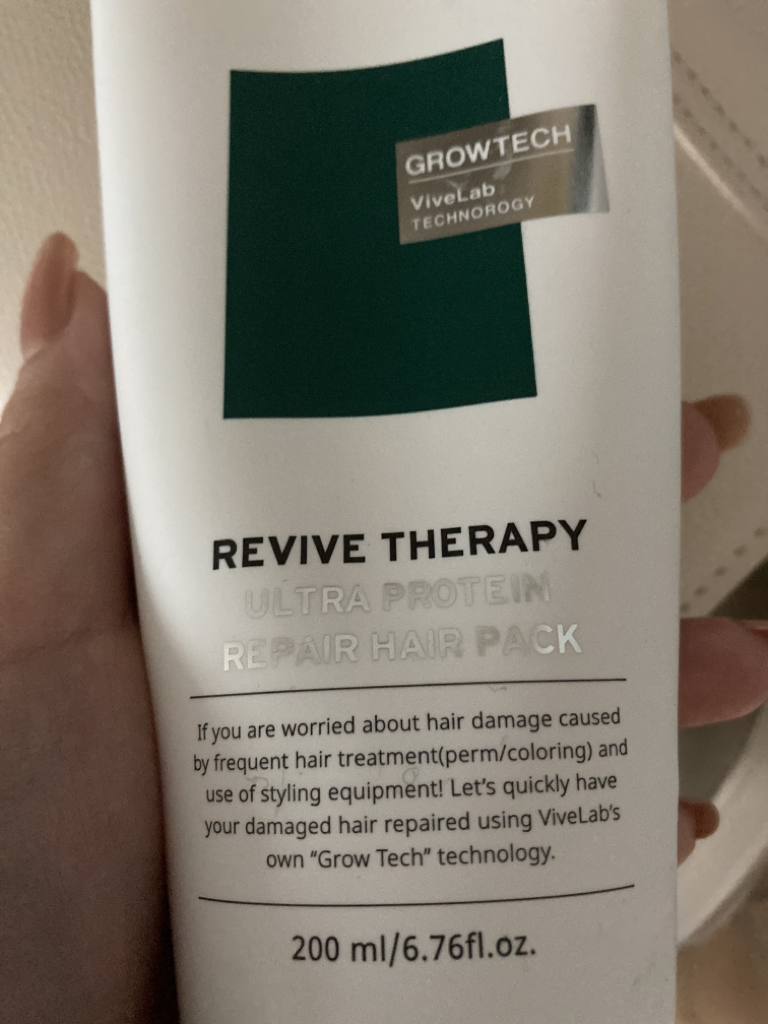 GROWTECH
ViveLab
TECHNOROGY
REVIVE THERAPY
ULTRA PROTEIN
REPAIR HAIR PACK
If you are worried about hair damage caused
by frequent hair treatment(perm/coloring) and
use of styling equipment! Let's quickly have
your damaged hair repaired using ViveLab's
own "Grow Tech" technology.
200 ml/6.76fl.oz.